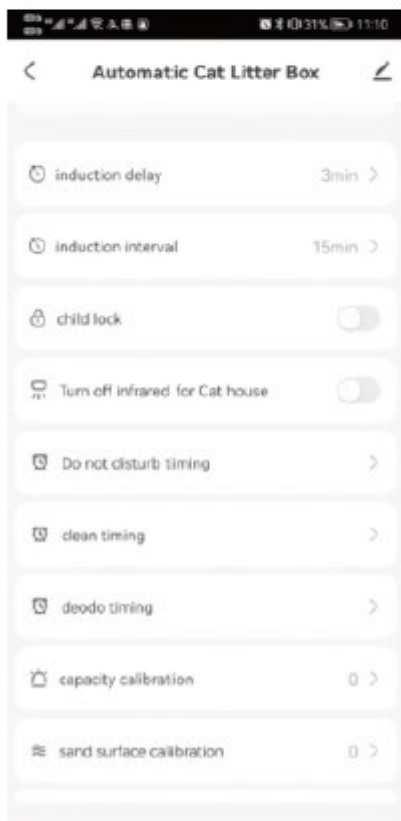 31% 11:10
Automatic Cat Litter Box
induction delay 3min
induction interval 15min
child lock
Turn off infrared for Cat house
Do not disturb timing
clean timing
deodo timing
capacity calibration 0
sand surface calibration 0